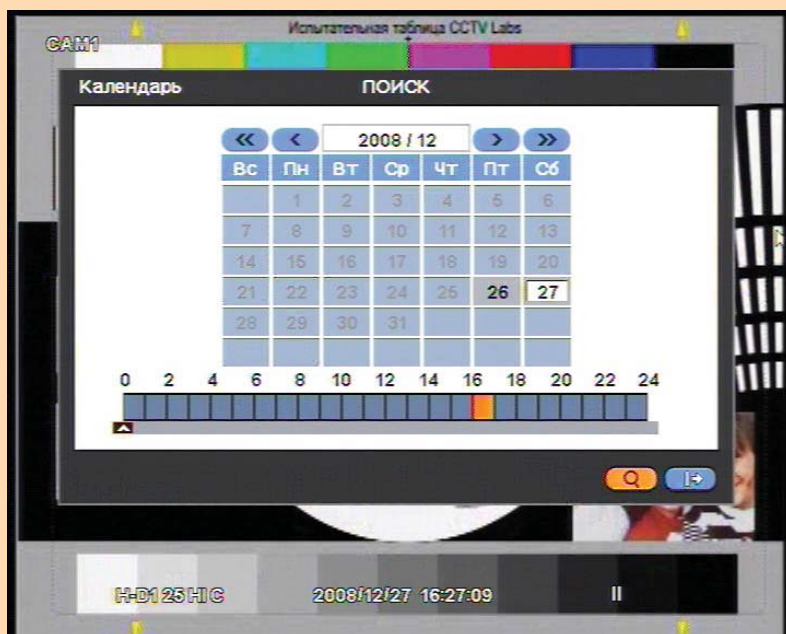 Испытательная таблица CCTV Labs
CAM1
Календарь ПОИСК
« < 2008 / 12 > »
Вс Пн Вт Ср Чт Пт Сб
1 2 3 4 5 6
7 8 9 10 11 12 13
14 15 16 17 18 19 20
21 22 23 24 25 26 27
28 29 30 31
0 2 4 6 8 10 12 14 16 18 20 22 24
H-D1 25 HI C 2008/12/27 16:27:09 II